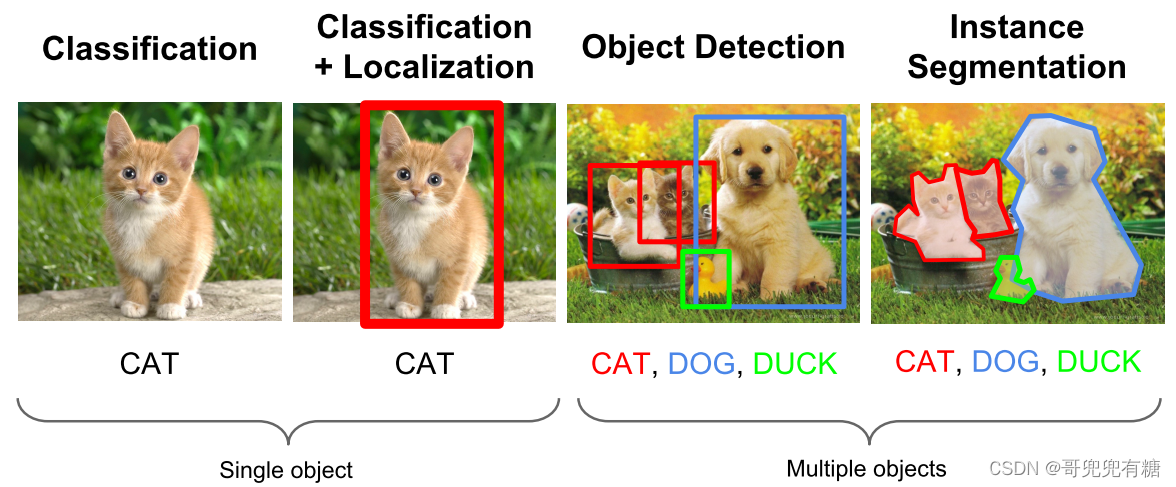 Classification
Classification
+ Localization
Object Detection
Instance
Segmentation
CAT
CAT
CAT, DOG, DUCK
CAT, DOG, DUCK
Single object
Multiple objects
CSDN @哥兜兜有糖